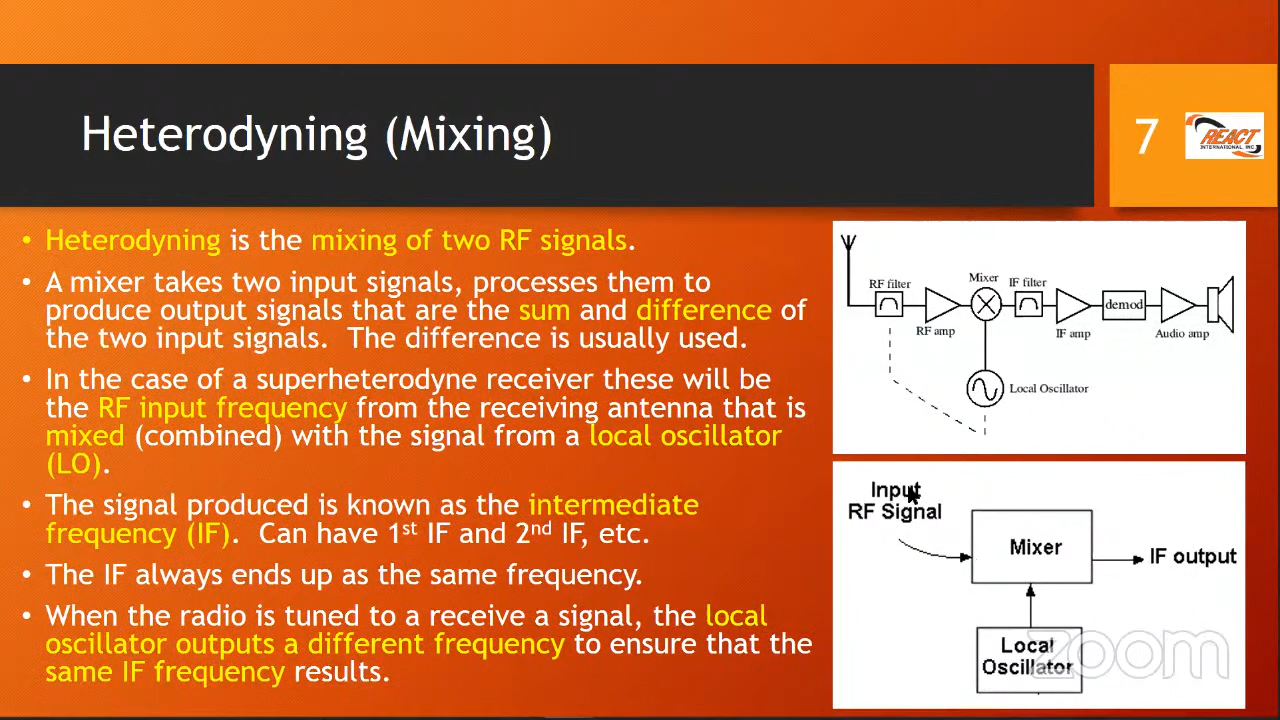 Heterodyning (Mixing)
7
REACT
INTERNATIONAL, INC.
• Heterodyning is the mixing of two RF signals.
• A mixer takes two input signals, processes them to
produce output signals that are the sum and difference of
the two input signals.  The difference is usually used.
• In the case of a superheterodyne receiver these will be
the RF input frequency from the receiving antenna that is
mixed (combined) with the signal from a local oscillator
(LO).
• The signal produced is known as the intermediate
frequency (IF).  Can have 1st IF and 2nd IF, etc.
• The IF always ends up as the same frequency.
• When the radio is tuned to a receive a signal, the local
oscillator outputs a different frequency to ensure that the
same IF frequency results.
RF filter
RF amp
Mixer
IF filter
IF amp
demod
Audio amp
Local Oscillator
Input
RF Signal
Mixer
IF output
Local
Oscillator
zoom